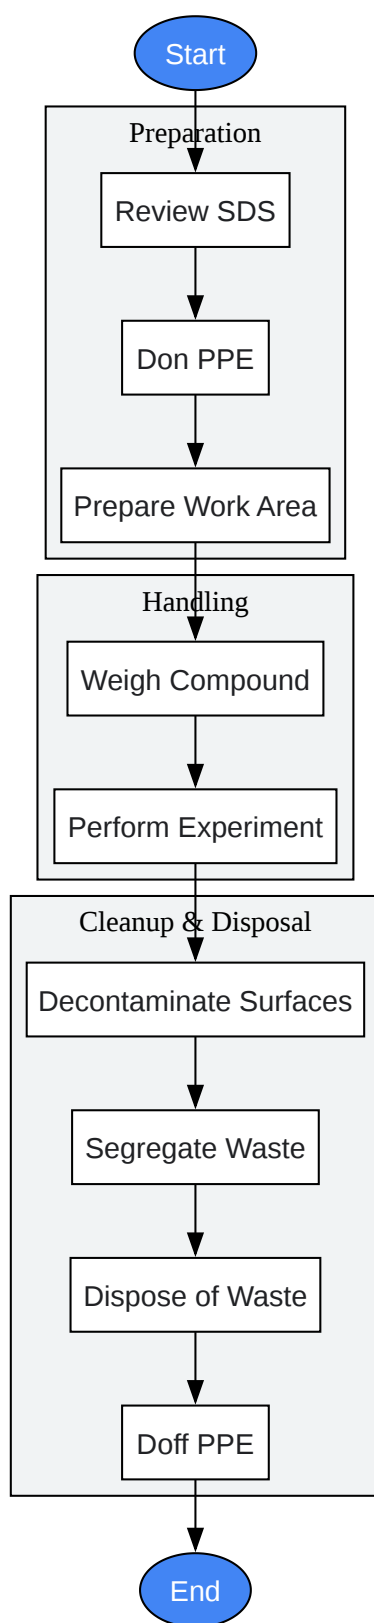 Start
Preparation
Review SDS
Don PPE
Prepare Work Area
Handling
Weigh Compound
Perform Experiment
Cleanup & Disposal
Decontaminate Surfaces
Segregate Waste
Dispose of Waste
Doff PPE
End